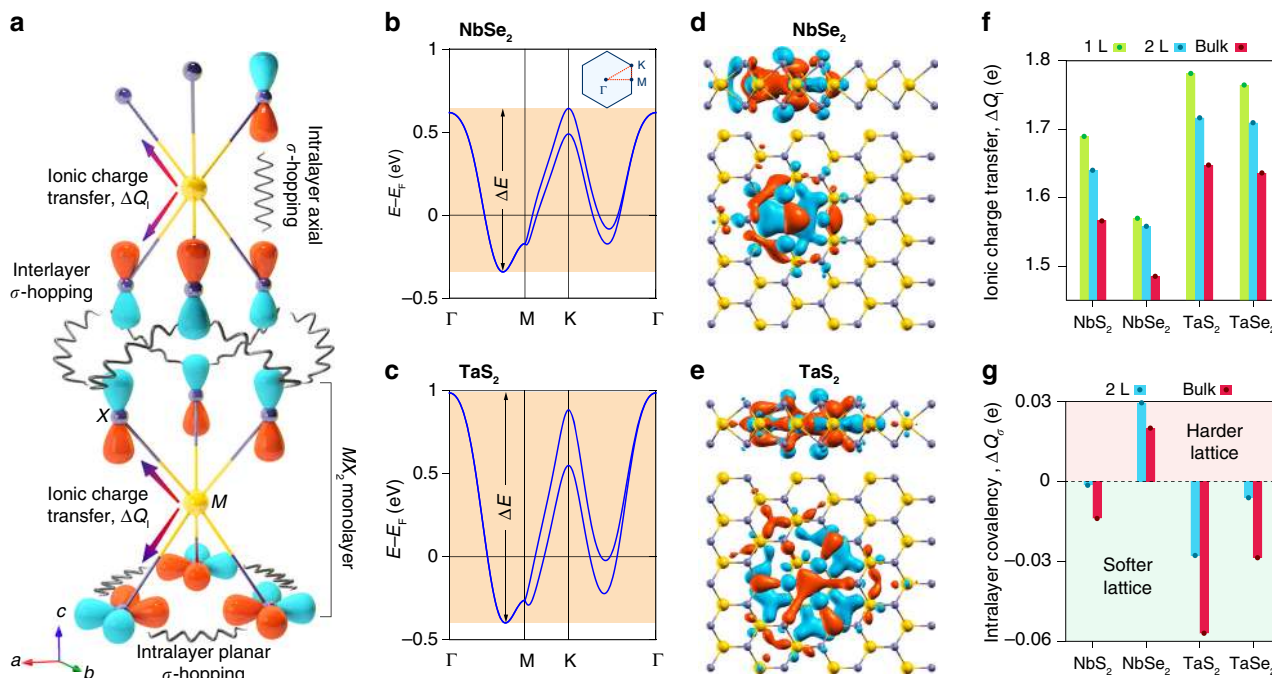 a
Ionic charge
transfer, ΔQI
Intralayer axial
σ-hopping
Interlayer
σ-hopping
X
M
Ionic charge
transfer, ΔQI
MX2 monolayer
c
a
b
Intralayer planar
σ-hopping
b
NbSe2
1
0.5
0
−0.5
E–EF (eV)
ΔE
K
M
Γ
Γ
M
K
Γ
c
TaS2
1
0.5
0
−0.5
E–EF (eV)
ΔE
Γ
M
K
Γ
d
NbSe2
e
TaS2
f
1 L
2 L
Bulk
1.8
1.7
1.6
1.5
Ionic charge transfer, ΔQI (e)
NbS2
NbSe2
TaS2
TaSe2
g
2 L
Bulk
0.03
0
−0.03
−0.06
Intralayer covalency , ΔQσ (e)
Harder
lattice
Softer
lattice
NbS2
NbSe2
TaS2
TaSe2